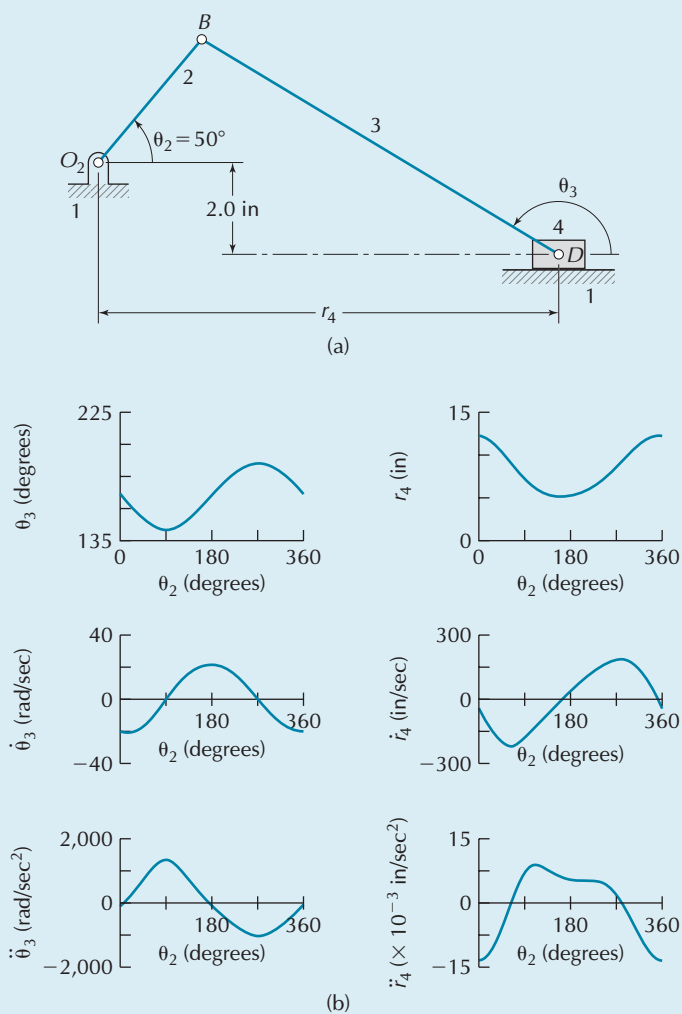 B
2
3
θ2 = 50°
O2
1
2.0 in
θ3
4
D
1
r4
(a)
225
135
θ3 (degrees)
0 180 360
θ2 (degrees)
15
0
r4 (in)
0 180 360
θ2 (degrees)
40
0
−40
θ̇3 (rad/sec)
180 360
θ2 (degrees)
300
0
−300
ṙ4 (in/sec)
180 360
θ2 (degrees)
2,000
0
−2,000
θ̈3 (rad/sec²)
180 360
θ2 (degrees)
15
0
−15
r̈4 (× 10⁻³ in/sec²)
180 360
θ2 (degrees)
(b)